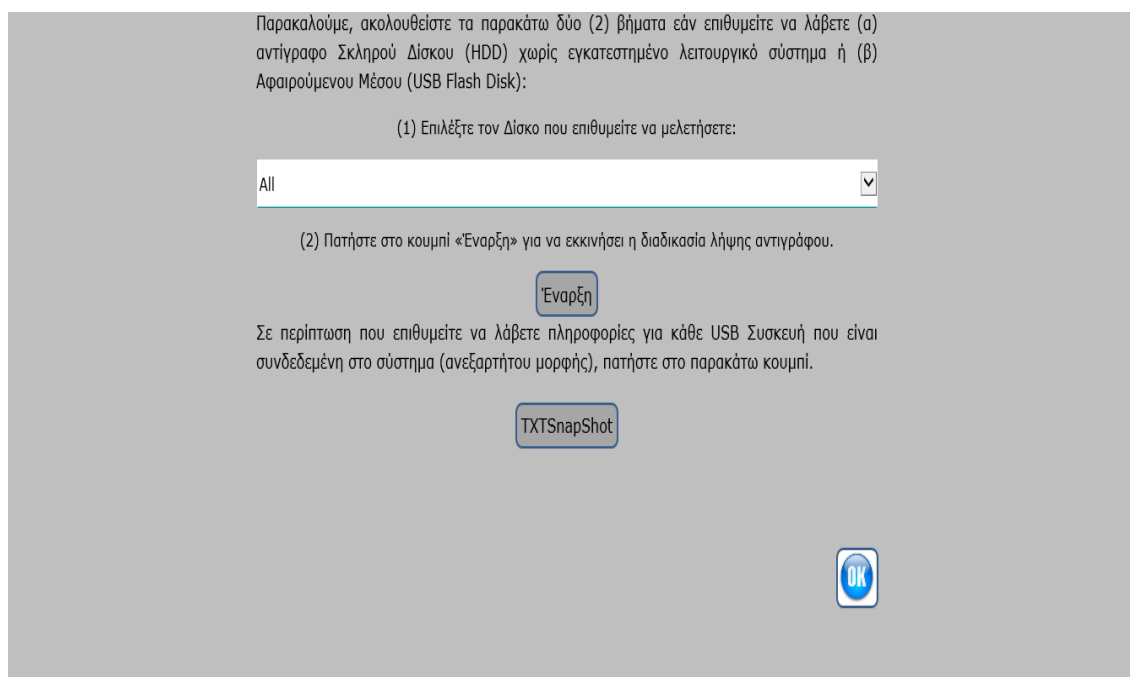 Παρακαλούμε, ακολουθείστε τα παρακάτω δύο (2) βήματα εάν επιθυμείτε να λάβετε (α)
αντίγραφο Σκληρού Δίσκου (HDD) χωρίς εγκατεστημένο λειτουργικό σύστημα ή (β)
Αφαιρούμενου Μέσου (USB Flash Disk):
(1) Επιλέξτε τον Δίσκο που επιθυμείτε να μελετήσετε:
All
(2) Πατήστε στο κουμπί «Έναρξη» για να εκκινήσει η διαδικασία λήψης αντιγράφου.
Έναρξη
Σε περίπτωση που επιθυμείτε να λάβετε πληροφορίες για κάθε USB Συσκευή που είναι
συνδεδεμένη στο σύστημα (ανεξαρτήτου μορφής), πατήστε στο παρακάτω κουμπί.
TXTSnapShot
OK